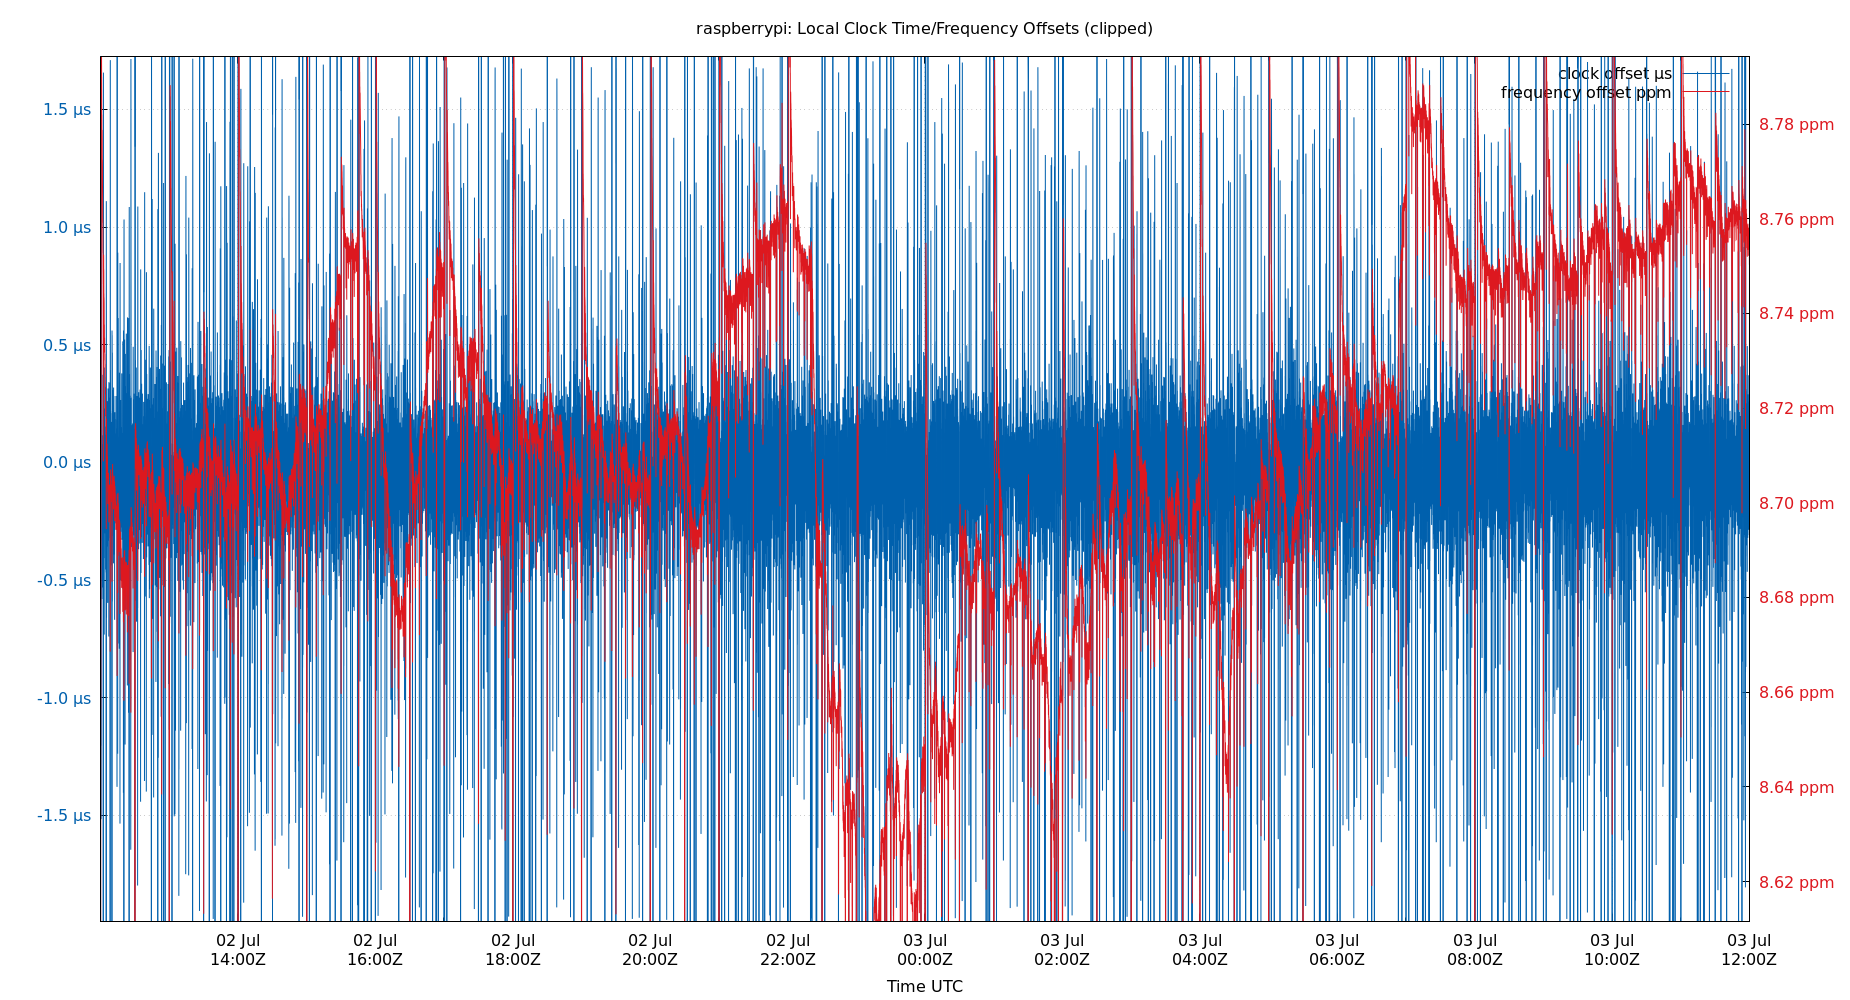 raspberrypi: Local Clock Time/Frequency Offsets (clipped)
clock offset µs
frequency offset ppm
1.5 µs
1.0 µs
0.5 µs
0.0 µs
-0.5 µs
-1.0 µs
-1.5 µs
8.78 ppm
8.76 ppm
8.74 ppm
8.72 ppm
8.70 ppm
8.68 ppm
8.66 ppm
8.64 ppm
8.62 ppm
02 Jul 02 Jul 02 Jul 02 Jul 02 Jul 03 Jul 03 Jul 03 Jul 03 Jul 03 Jul 03 Jul 03 Jul
14:00Z 16:00Z 18:00Z 20:00Z 22:00Z 00:00Z 02:00Z 04:00Z 06:00Z 08:00Z 10:00Z 12:00Z
Time UTC